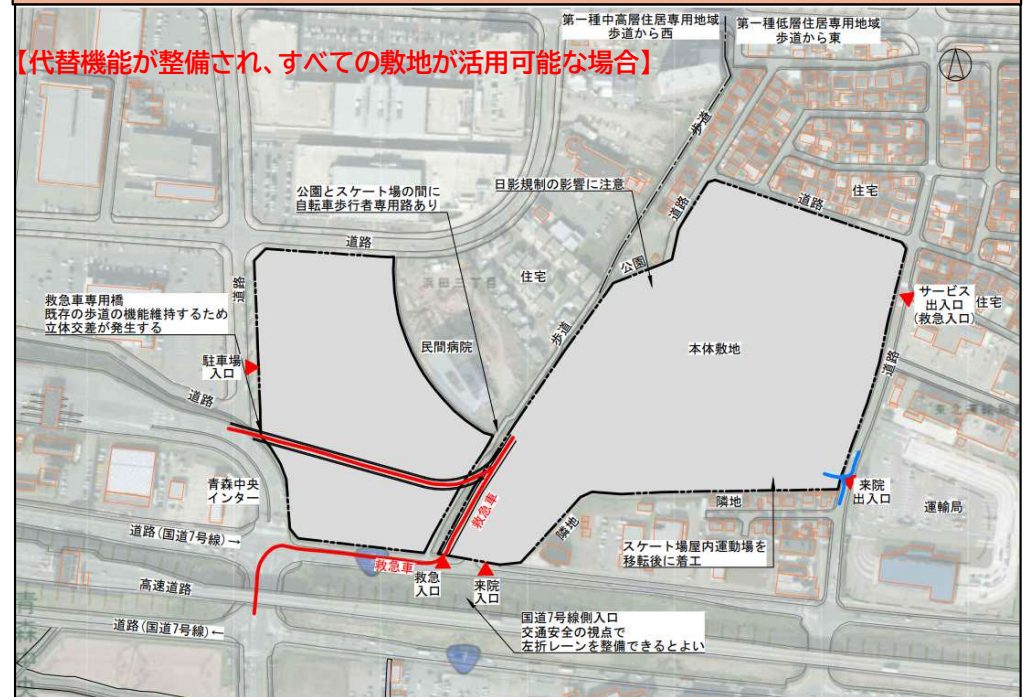 第一種中高層住居専用地域
歩道から西
第一種低層住居専用地域
歩道から東
【代替機能が整備され、すべての敷地が活用可能な場合】
歩道
公園とスケート場の間に
自転車歩行者専用路あり
日影規制の影響に注意
住宅
道路
道路
道路
公園
住宅
浜田三丁目
道路
救急車専用橋
既存の歩道の機能維持するため
立体交差が発生する
サービス
出入口
(救急入口)
住宅
民間病院
歩道
本体敷地
駐車場
入口
道路
道路
青森中央
インター
救急車
隣地
来院
出入口
運輸局
隣地
道路(国道7号線)→
スケート場屋内運動場を
移転後に着工
救急車
救急
入口
来院
入口
高速道路
国道7号線側入口
交通安全の視点で
左折レーンを整備できるとよい
道路(国道7号線)←